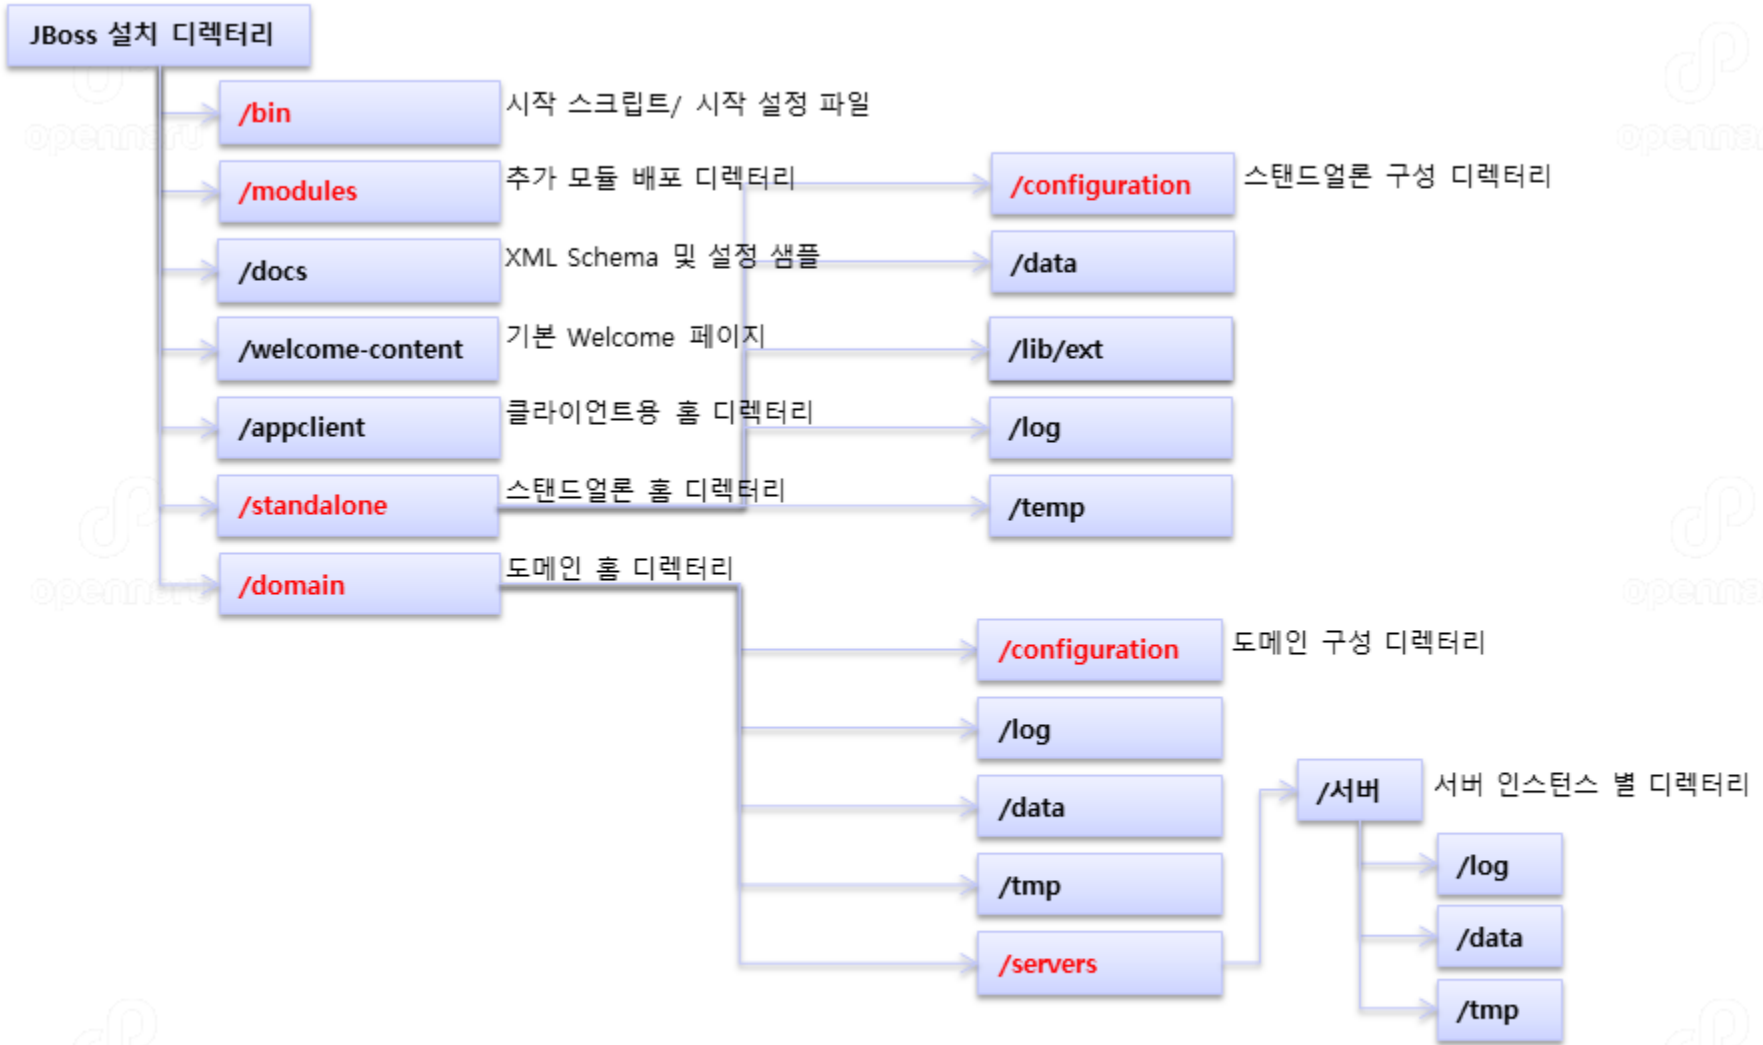 JBoss 설치 디렉터리
/bin 시작 스크립트/ 시작 설정 파일
/modules 추가 모듈 배포 디렉터리
/docs XML Schema 및 설정 샘플
/welcome-content 기본 Welcome 페이지
/appclient 클라이언트용 홈 디렉터리
/standalone 스탠드얼론 홈 디렉터리
/domain 도메인 홈 디렉터리
/configuration 스탠드얼론 구성 디렉터리
/data
/lib/ext
/log
/temp
/configuration 도메인 구성 디렉터리
/log
/data
/tmp
/servers
/서버 서버 인스턴스 별 디렉터리
/log
/data
/tmp
opennaru
openna
opennaru
openna